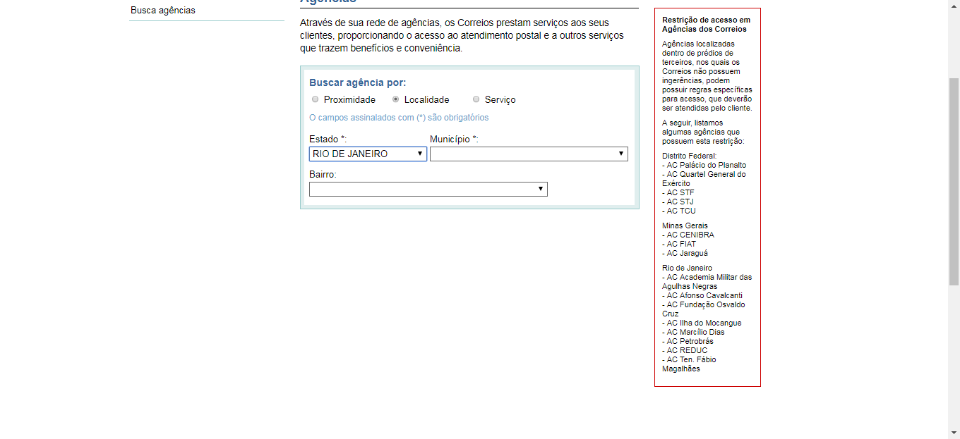 Busca agências
Agências
Através de sua rede de agências, os Correios prestam serviços aos seus
clientes, proporcionando o acesso ao atendimento postal e a outros serviços
que trazem benefícios e conveniência.
Buscar agência por:
Proximidade Localidade Serviço
O campos assinalados com (*) são obrigatórios
Estado *: Município *:
RIO DE JANEIRO
Bairro:
Restrição de acesso em
Agências dos Correios
Agências localizadas
dentro de prédios de
terceiros, nos quais os
Correios não possuem
ingerências, podem
possuir regras específicas
para acesso, que deverão
ser atendidas pelo cliente.
A seguir, listamos
algumas agências que
possuem esta restrição:
Distrito Federal:
- AC Palácio do Planalto
- AC Quartel General do
Exército
- AC STF
- AC STJ
- AC TCU
Minas Gerais
- AC CENIBRA
- AC FIAT
- AC Jaraguá
Rio de Janeiro
- AC Academia Militar das
Agulhas Negras
- AC Afonso Cavalcanti
- AC Fundação Osvaldo
Cruz
- AC Ilha do Mocangue
- AC Marcílio Dias
- AC Petrobrás
- AC REDUC
- AC Ten. Fábio
Magalhães